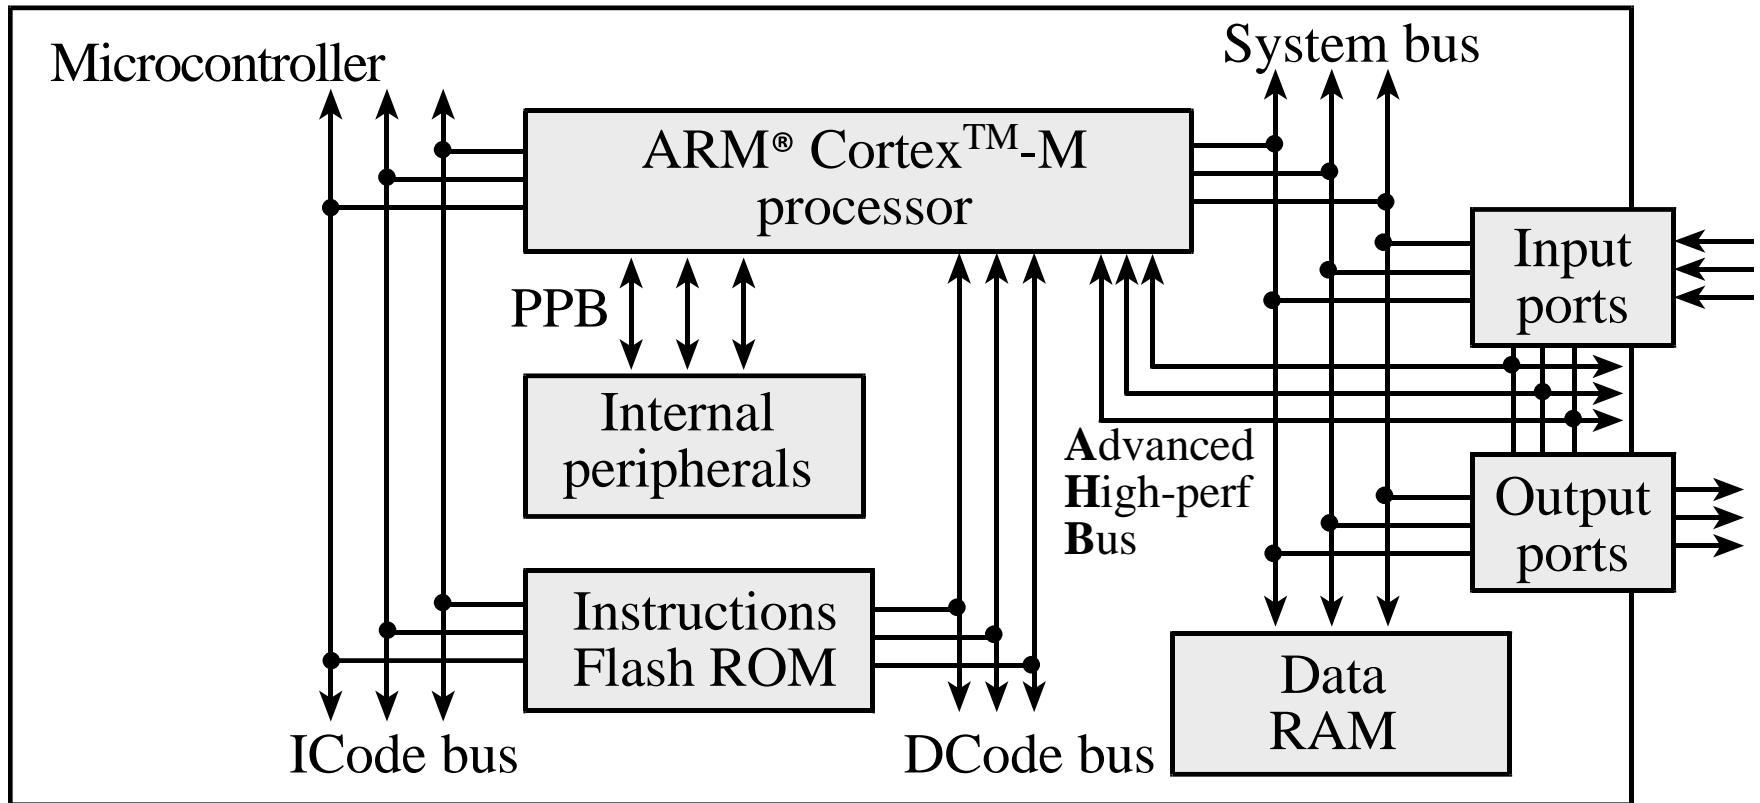 Microcontroller
System bus
ARM® Cortex™-M
processor
Input
ports
PPB
Internal
peripherals
Advanced
High-perf
Bus
Output
ports
Instructions
Flash ROM
Data
RAM
ICode bus
DCode bus